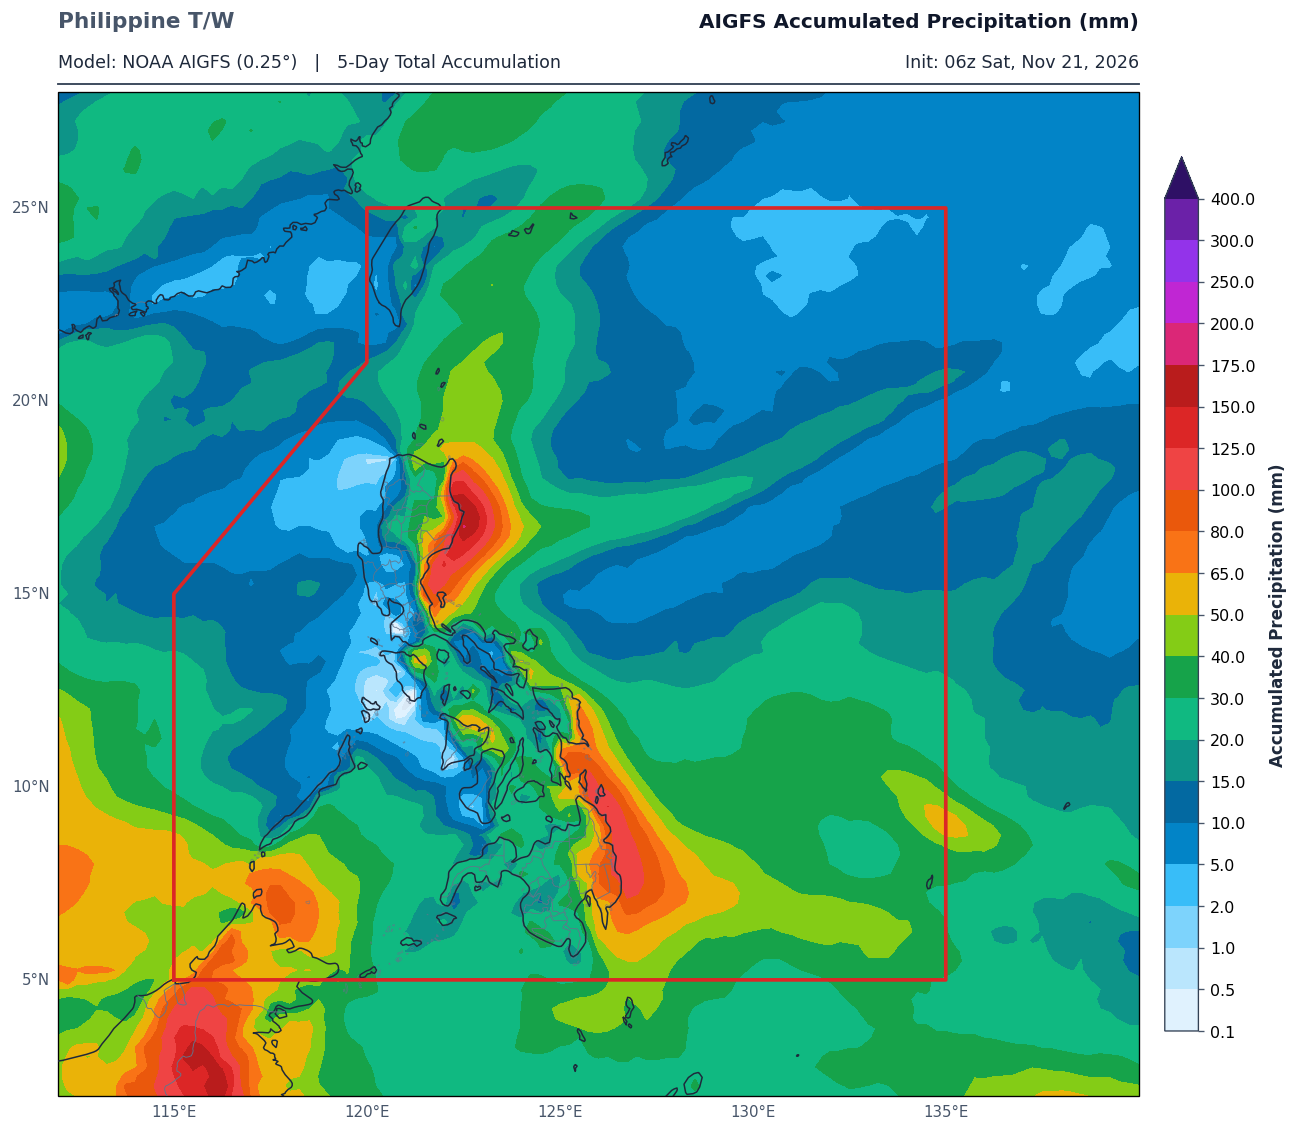 Philippine T/W
AIGFS Accumulated Precipitation (mm)
Model: NOAA AIGFS (0.25°) | 5-Day Total Accumulation
Init: 06z Sat, Nov 21, 2026
25°N
20°N
15°N
10°N
5°N
115°E
120°E
125°E
130°E
135°E
400.0
300.0
250.0
200.0
175.0
150.0
125.0
100.0
80.0
65.0
50.0
40.0
30.0
20.0
15.0
10.0
5.0
2.0
1.0
0.5
0.1
Accumulated Precipitation (mm)